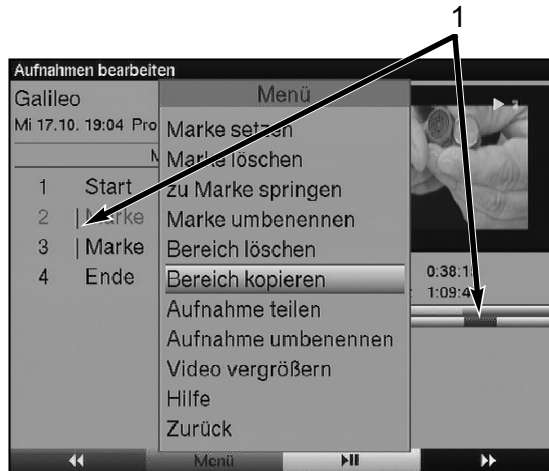 1
Aufnahmen bearbeiten
Galileo
Mi 17.10. 19:04 Pro
Menü
Marke setzen
Marke löschen
zu Marke springen
Marke umbenennen
Bereich löschen
Bereich kopieren
Aufnahme teilen
Aufnahme umbenennen
Video vergrößern
Hilfe
Zurück
1 Start
2 | Marke
3 | Marke
4 Ende
0:38:1
1:09:4
Menü